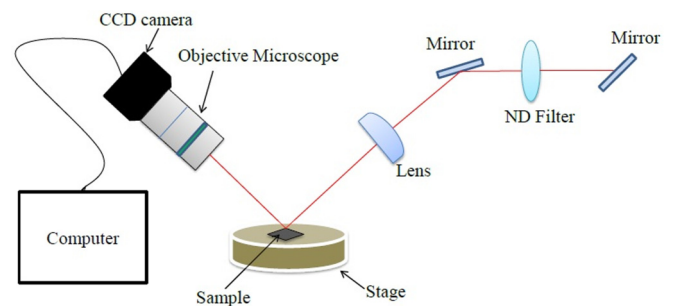 CCD camera
Objective Microscope
Mirror
Mirror
ND Filter
Lens
Computer
Sample
Stage